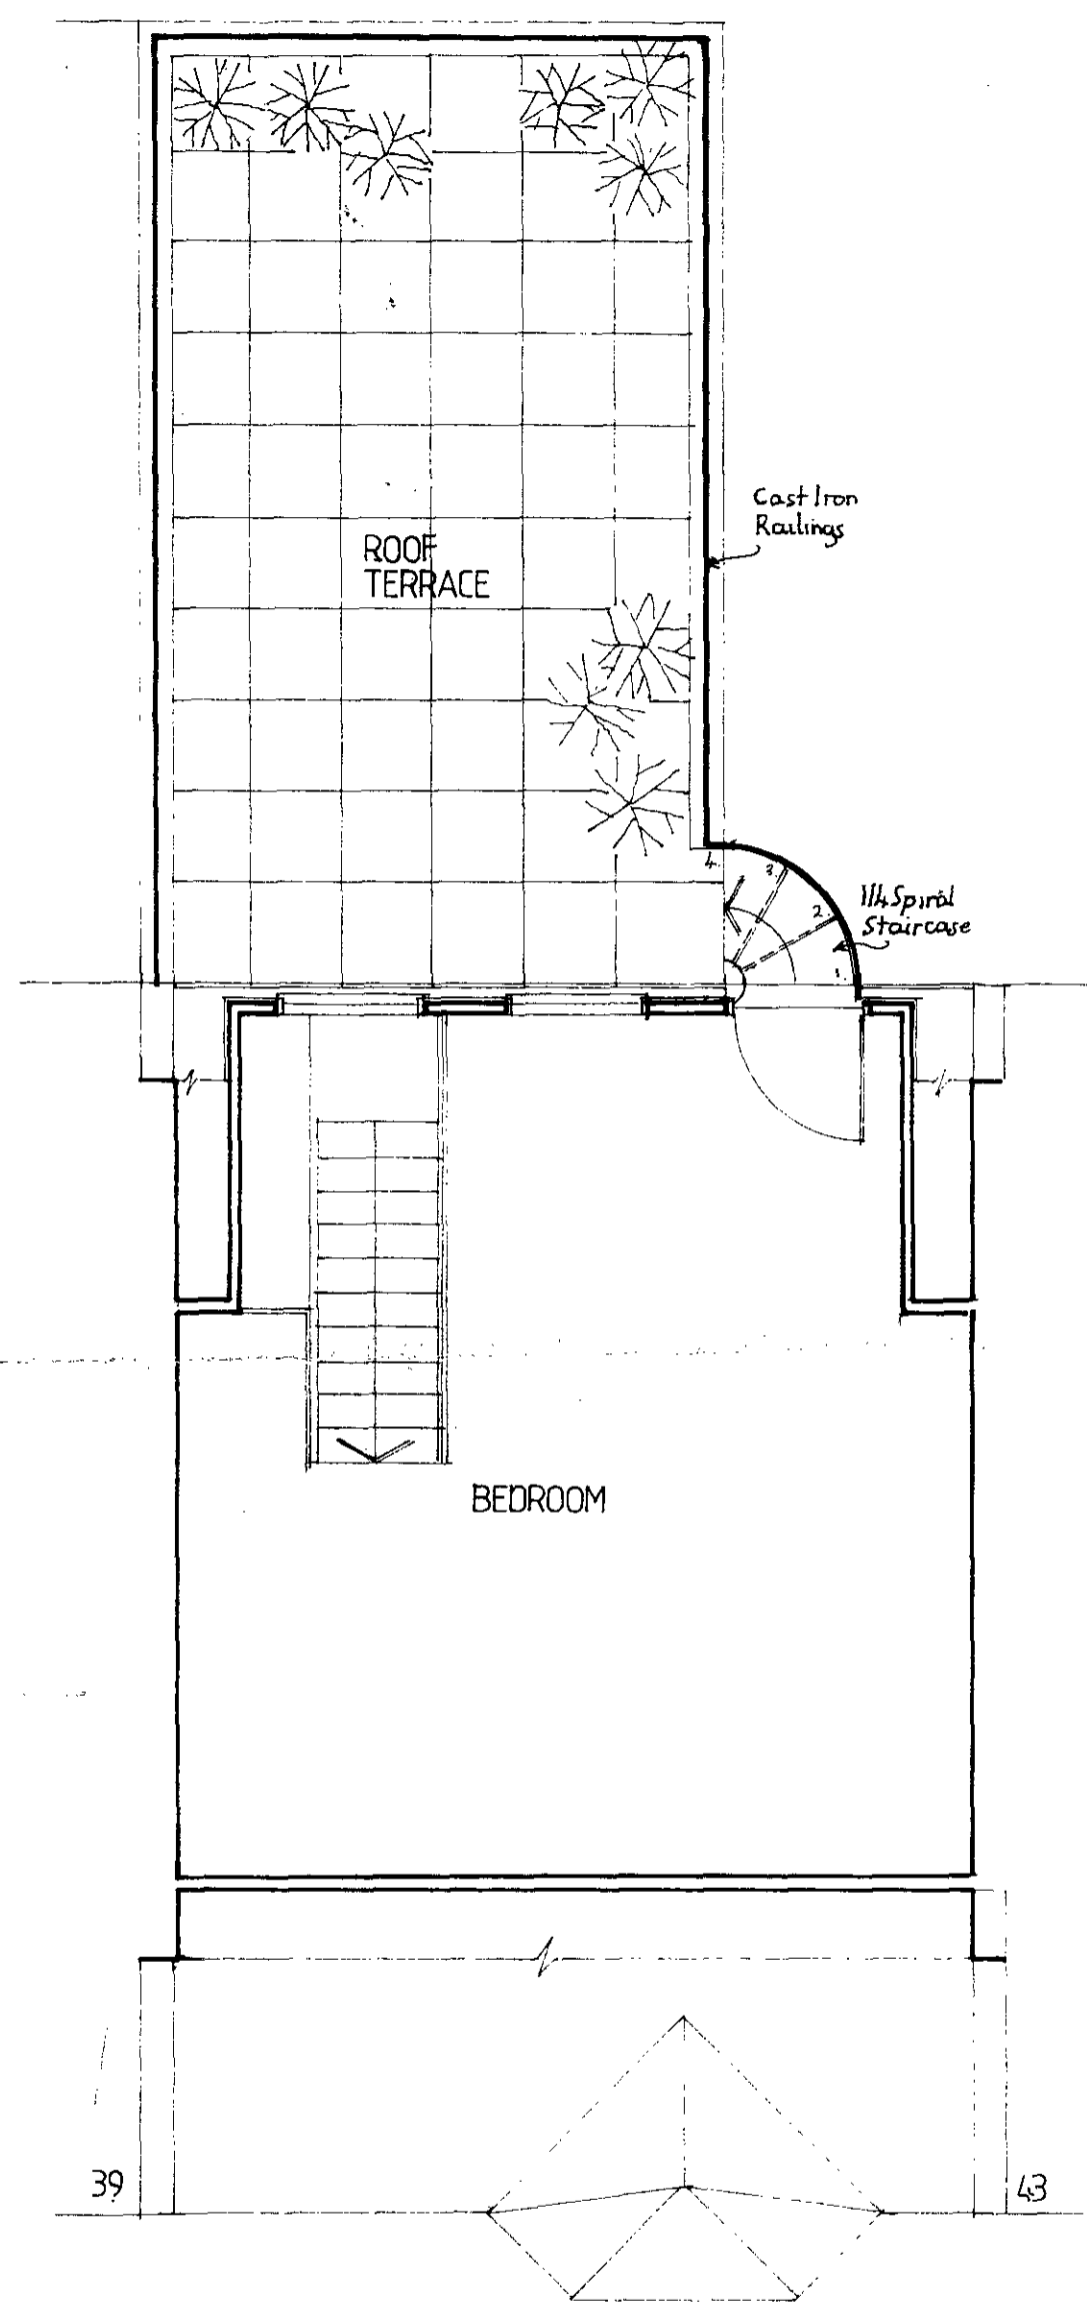 Cast Iron
Railings
ROOF
TERRACE
4.
3.
2.
1.
1/4 Spiral
Staircase
BEDROOM
39
43